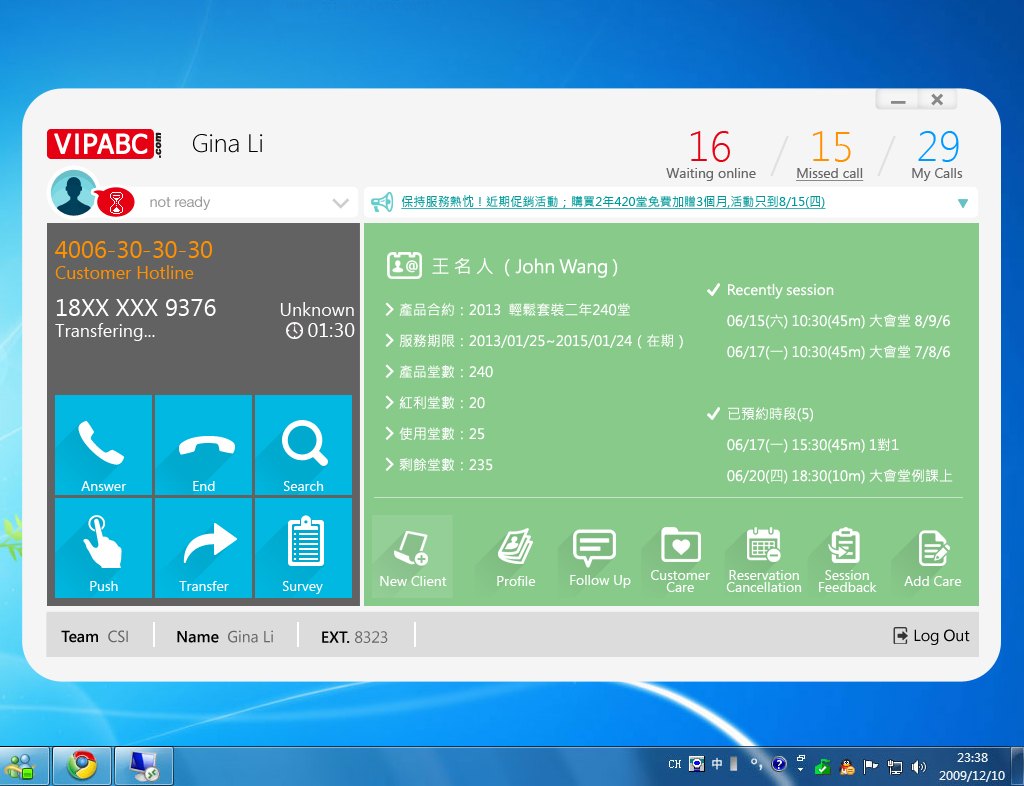 VIPABC.com
Gina Li
16
Waiting online
15
Missed call
29
My Calls
not ready
保持服務熱忱！近期促銷活動；購買2年420堂免費加贈3個月,活動只到8/15(四)
4006-30-30-30
Customer Hotline
18XX XXX 9376
Unknown
Transfering...
01:30
Answer
End
Search
Push
Transfer
Survey
王名人 ( John Wang )
產品合約：2013 輕鬆套裝二年240堂
服務期限：2013/01/25~2015/01/24 ( 在期 )
產品堂數：240
紅利堂數：20
使用堂數：25
剩餘堂數：235
Recently session
06/15(六) 10:30(45m) 大會堂 8/9/6
06/17(一) 10:30(45m) 大會堂 7/8/6
已預約時段(5)
06/17(一) 15:30(45m) 1對1
06/20(四) 18:30(10m) 大會堂例課上
New Client
Profile
Follow Up
Customer
Care
Reservation
Cancellation
Session
Feedback
Add Care
Team CSI
Name Gina Li
EXT. 8323
Log Out
CH
中
23:38
2009/12/10